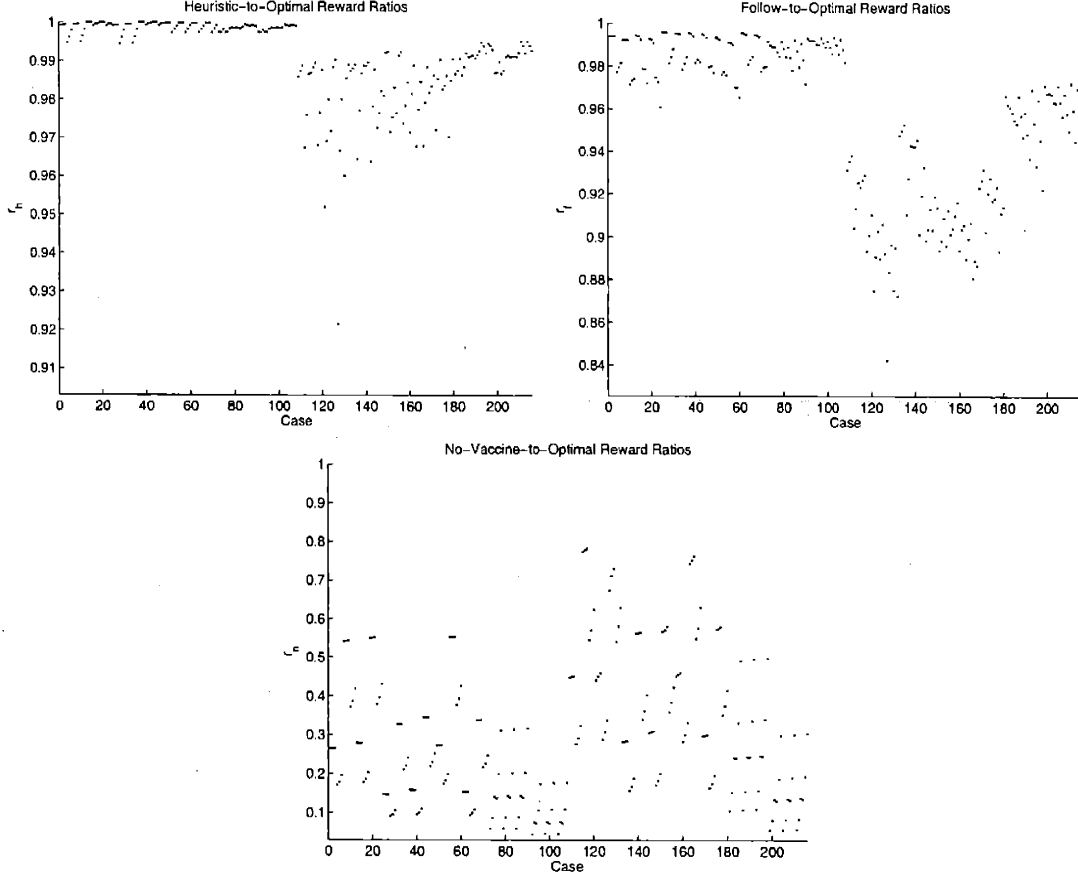 Heuristic-to-Optimal Reward Ratios
1
0.99
0.98
0.97
0.96
0.95
0.94
0.93
0.92
0.91
r_h
0 20 40 60 80 100 120 140 160 180 200
Case
Follow-to-Optimal Reward Ratios
1
0.98
0.96
0.94
0.92
0.9
0.88
0.86
0.84
r_f
0 20 40 60 80 100 120 140 160 180 200
Case
No-Vaccine-to-Optimal Reward Ratios
1
0.9
0.8
0.7
0.6
0.5
0.4
0.3
0.2
0.1
r_n
0 20 40 60 80 100 120 140 160 180 200
Case